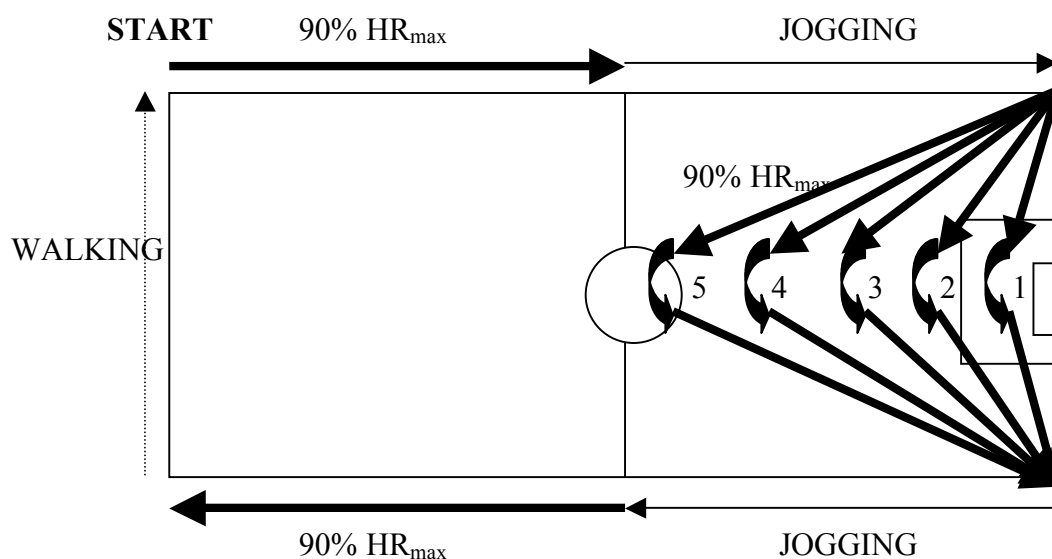 START 90% HRmax JOGGING
90% HRmax
WALKING
5 4 3 2 1
90% HRmax JOGGING